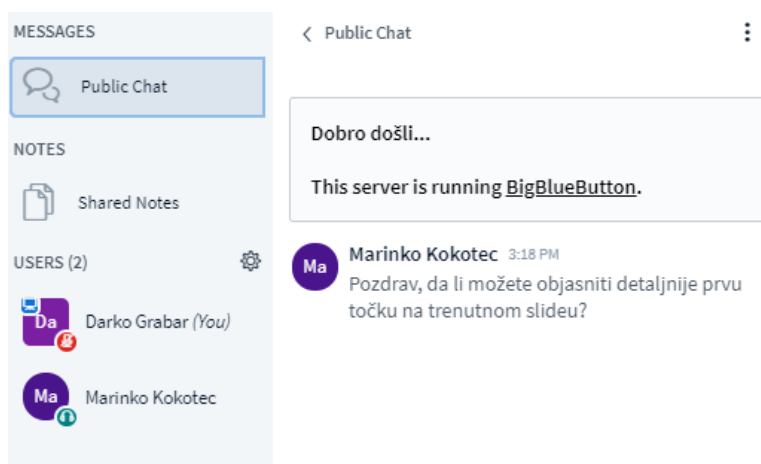 MESSAGES
Public Chat
NOTES
Shared Notes
USERS (2)
Da
Darko Grabar (You)
Ma
Marinko Kokotec
Public Chat
Dobro došli...
This server is running BigBlueButton.
Ma
Marinko Kokotec 3:18 PM
Pozdrav, da li možete objasniti detaljnije prvu
točku na trenutnom slideu?